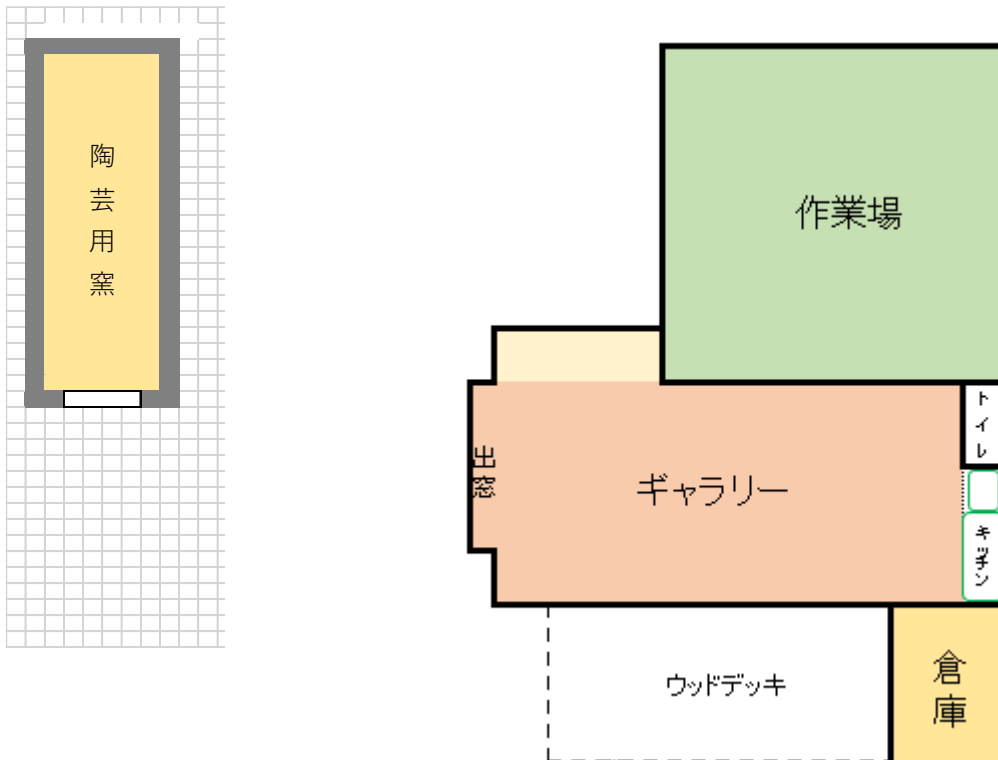 陶芸用窯
作業場
トイレ
出窓
ギャラリー
キッチン
ウッドデッキ
倉庫